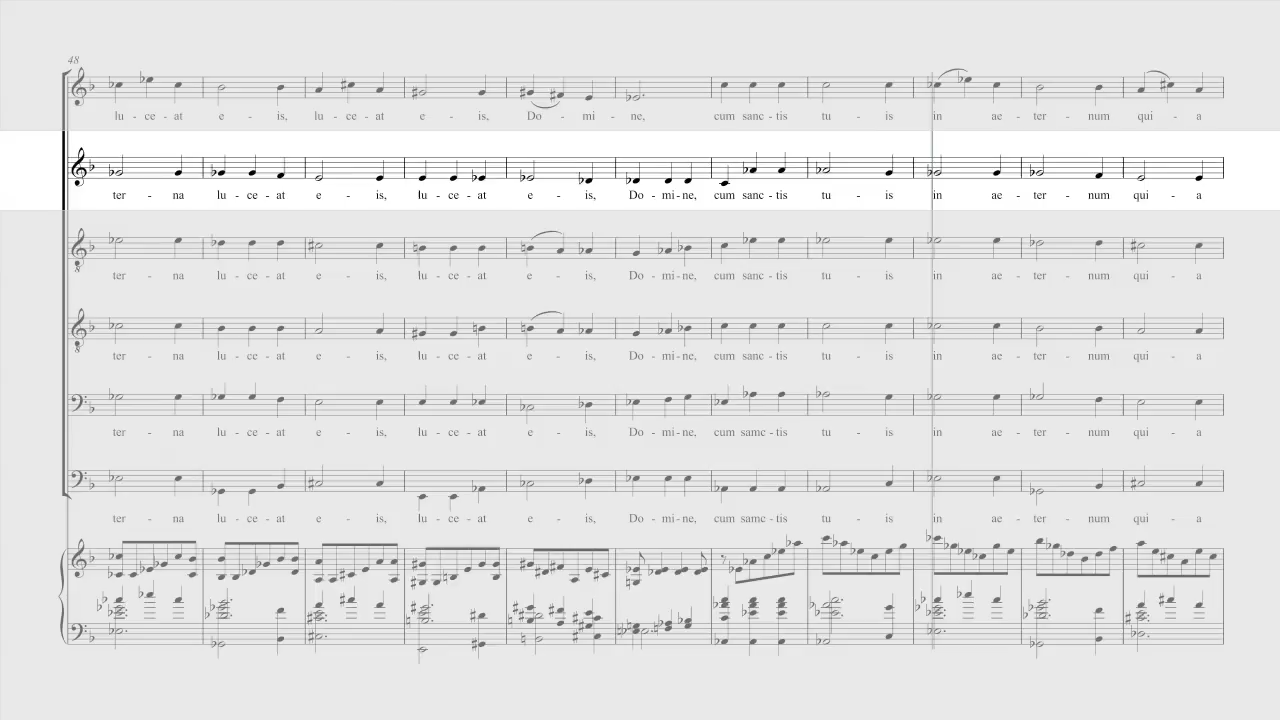 48
lu - ce - at e - is, lu - ce - at e - is, Do - mi - ne, cum sanc - tis tu - is in ae - ter - num qui - a
ter - na lu - ce - at e - is, lu - ce - at e - is, Do - mi - ne, cum sanc - tis tu - is in ae - ter - num qui - a
ter - na lu - ce - at e - is, lu - ce - at e - is, Do - mi - ne, cum sanc - tis tu - is in ae - ter - num qui - a
ter - na lu - ce - at e - is, lu - ce - at e - is, Do - mi - ne, cum sanc - tis tu - is in ae - ter - num qui - a
ter - na lu - ce - at e - is, lu - ce - at e - is, Do - mi - ne, cum samc - tis tu - is in ae - ter - num qui - a
ter - na lu - ce - at e - is, lu - ce - at e - is, Do - mi - ne, cum samc - tis tu - is in ae - ter - num qui - a